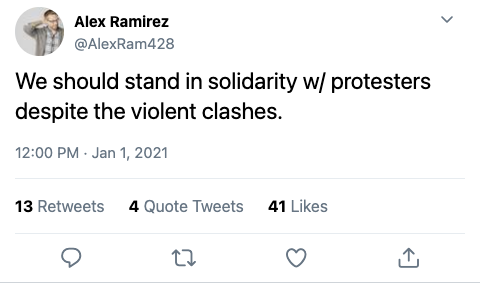 Alex Ramirez
@AlexRam428
We should stand in solidarity w/ protesters
despite the violent clashes.
12:00 PM · Jan 1, 2021
13 Retweets 4 Quote Tweets 41 Likes